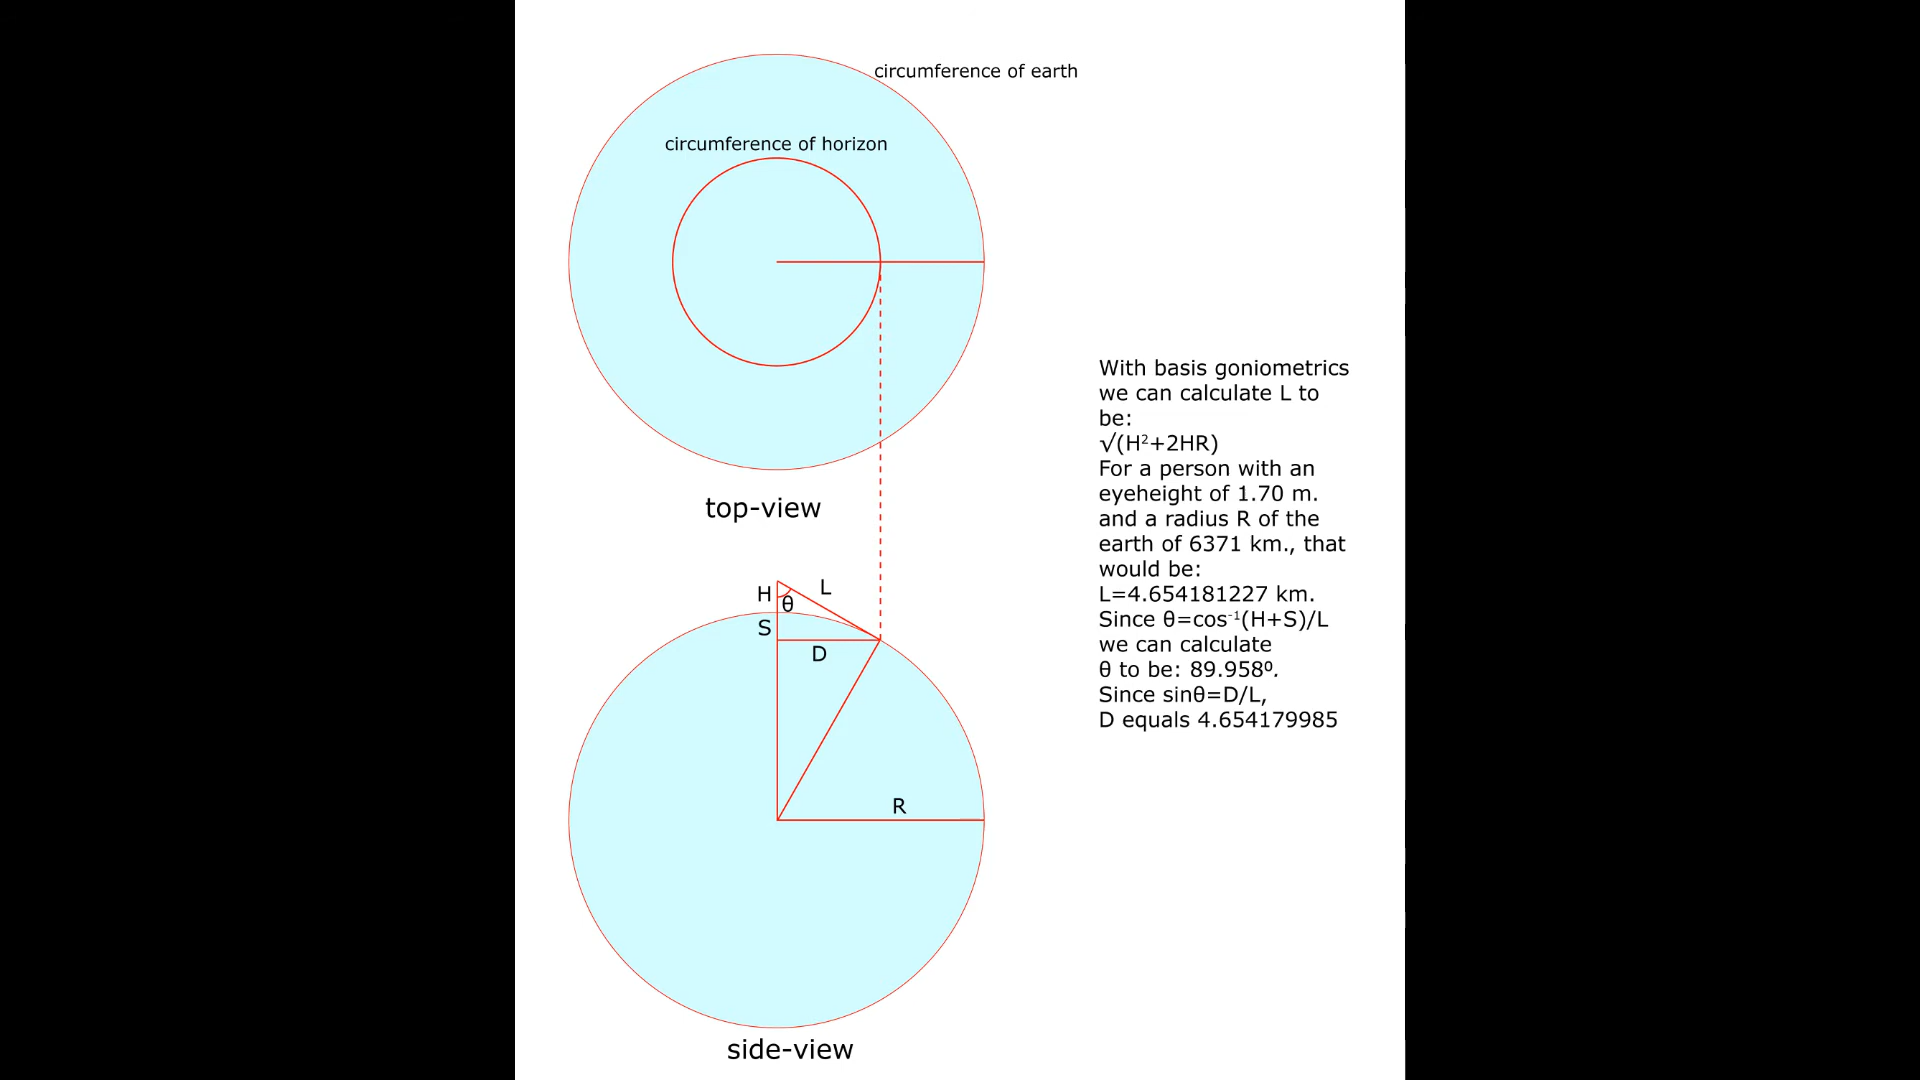 circumference of earth
circumference of horizon
top-view
H
L
θ
S
D
R
side-view
With basis goniometrics
we can calculate L to
be:
√(H²+2HR)
For a person with an
eyeheight of 1.70 m.
and a radius R of the
earth of 6371 km., that
would be:
L=4.654181227 km.
Since θ=cos⁻¹(H+S)/L
we can calculate
θ to be: 89.958⁰.
Since sinθ=D/L,
D equals 4.654179985